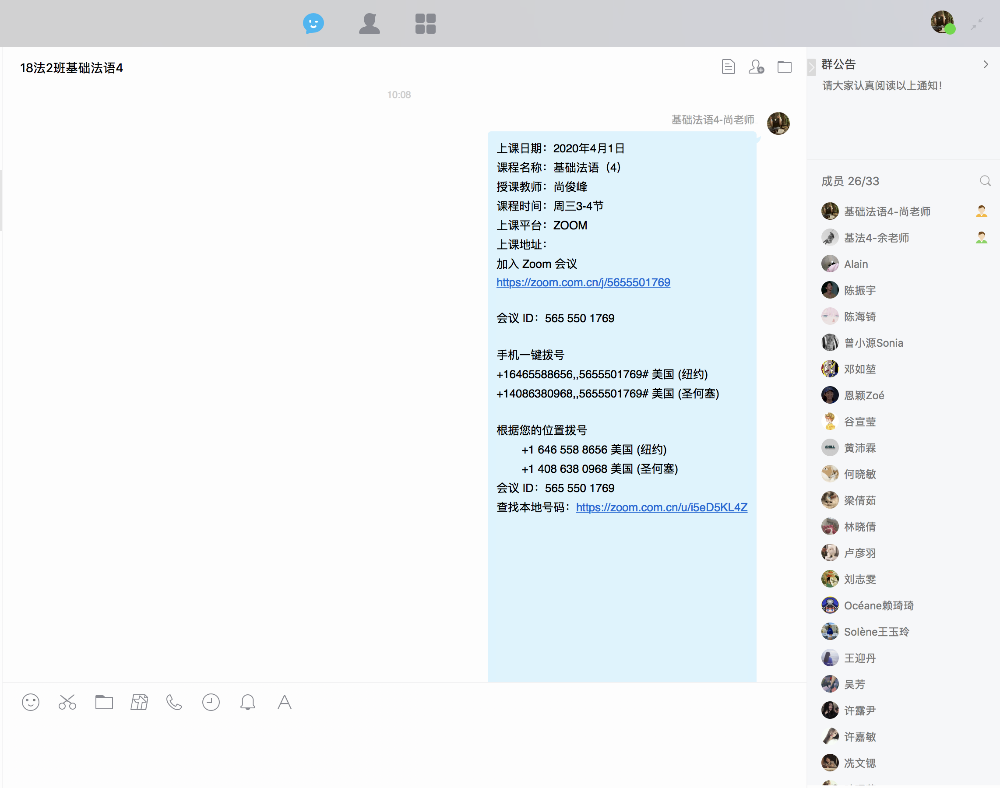 18法2班基础法语4
10:08
基础法语4-尚老师
上课日期：2020年4月1日
课程名称：基础法语（4）
授课教师：尚俊峰
课程时间：周三3-4节
上课平台：ZOOM
上课地址：
加入 Zoom 会议
https://zoom.com.cn/j/5655501769
会议 ID：565 550 1769
手机一键拨号
+16465588656,,5655501769# 美国 (纽约)
+14086380968,,5655501769# 美国 (圣何塞)
根据您的位置拨号
+1 646 558 8656 美国 (纽约)
+1 408 638 0968 美国 (圣何塞)
会议 ID：565 550 1769
查找本地号码：https://zoom.com.cn/u/i5eD5KL4Z
群公告
请大家认真阅读以上通知！
成员 26/33
基础法语4-尚老师
基法4-余老师
Alain
陈振宇
陈海锜
曾小源Sonia
邓如堃
恩颖Zoé
谷宣莹
黄沛霖
何晓敏
梁倩茹
林晓倩
卢彦羽
刘志雯
Océane赖琦琦
Solène王玉玲
王迎丹
吴芳
许露尹
许嘉敏
冼文锶